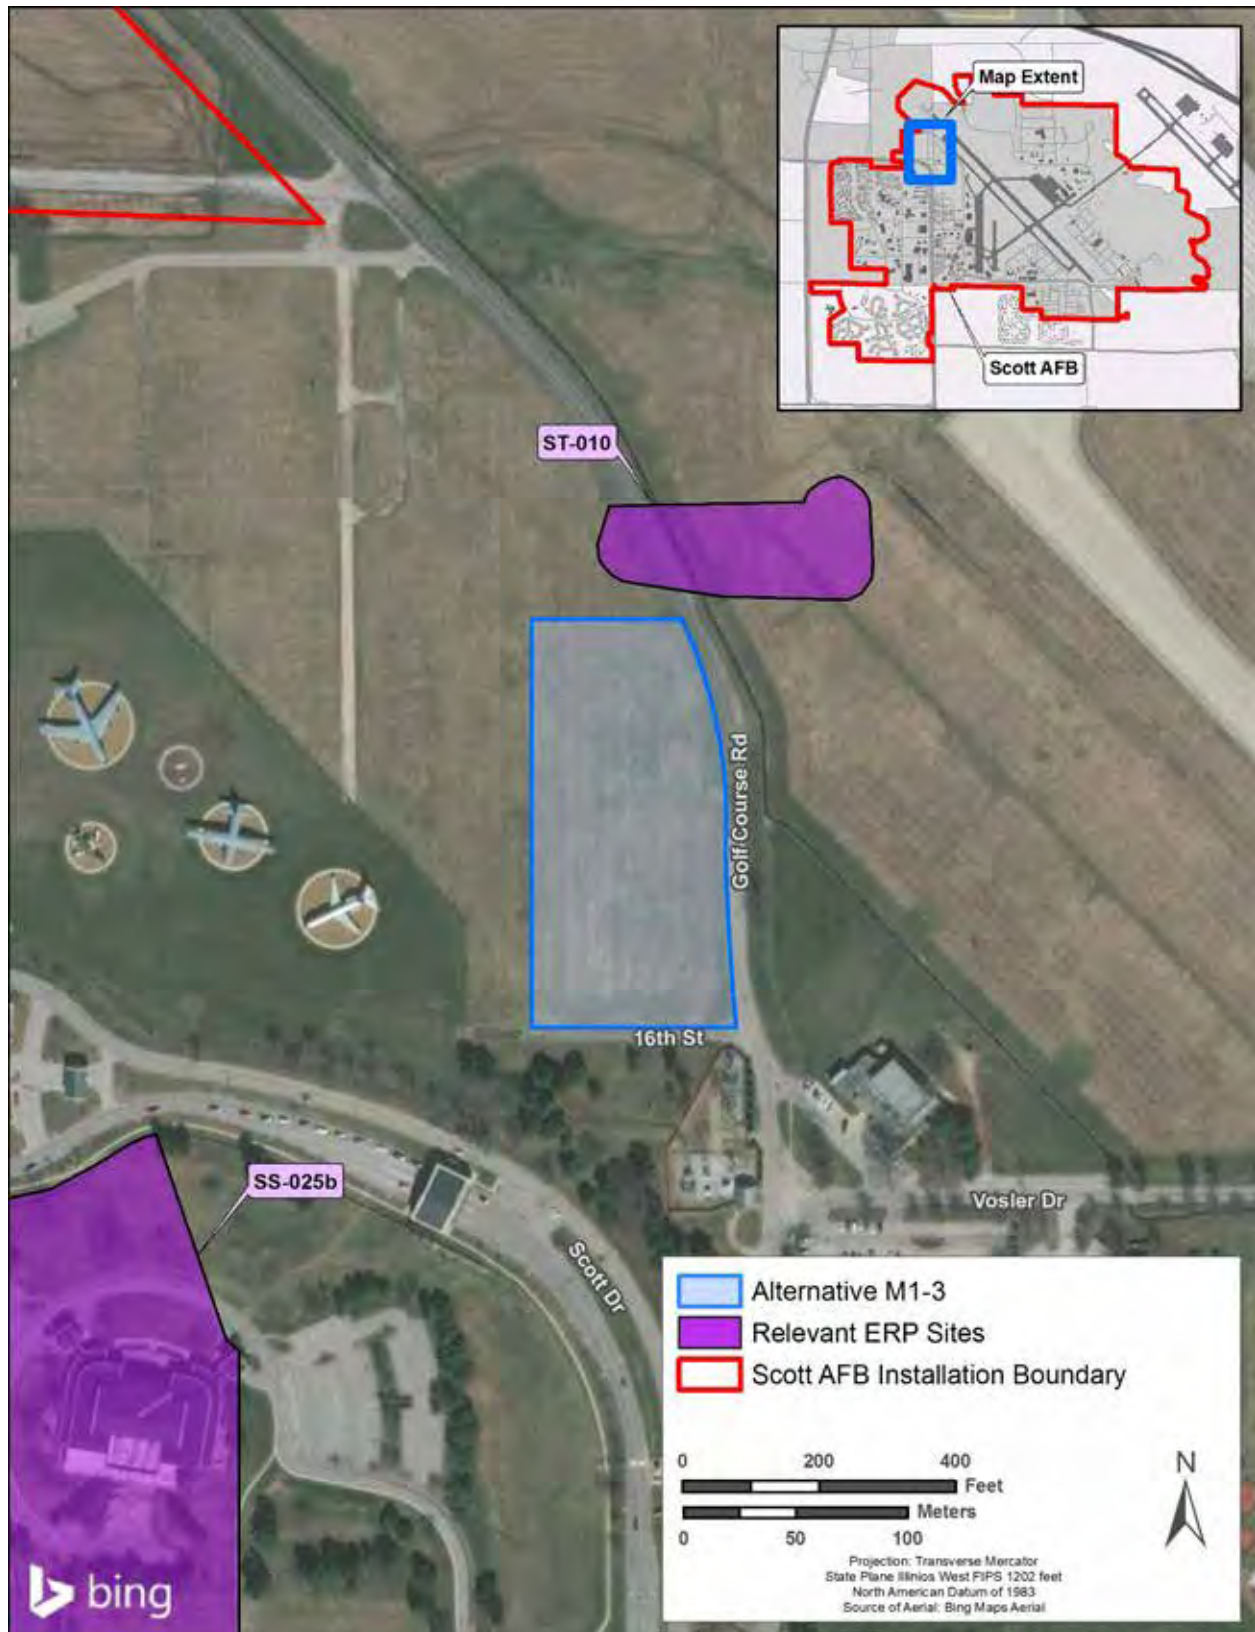 Map Extent
Scott AFB
ST-010
Golf Course Rd
16th St
SS-025b
Vosler Dr
Scott Dr
Alternative M1-3
Relevant ERP Sites
Scott AFB Installation Boundary
0 200 400
Feet
Meters
0 50 100
N
Projection: Transverse Mercator
State Plane Illinios West FIPS 1202 feet
North American Datum of 1983
Source of Aerial: Bing Maps Aerial
bing